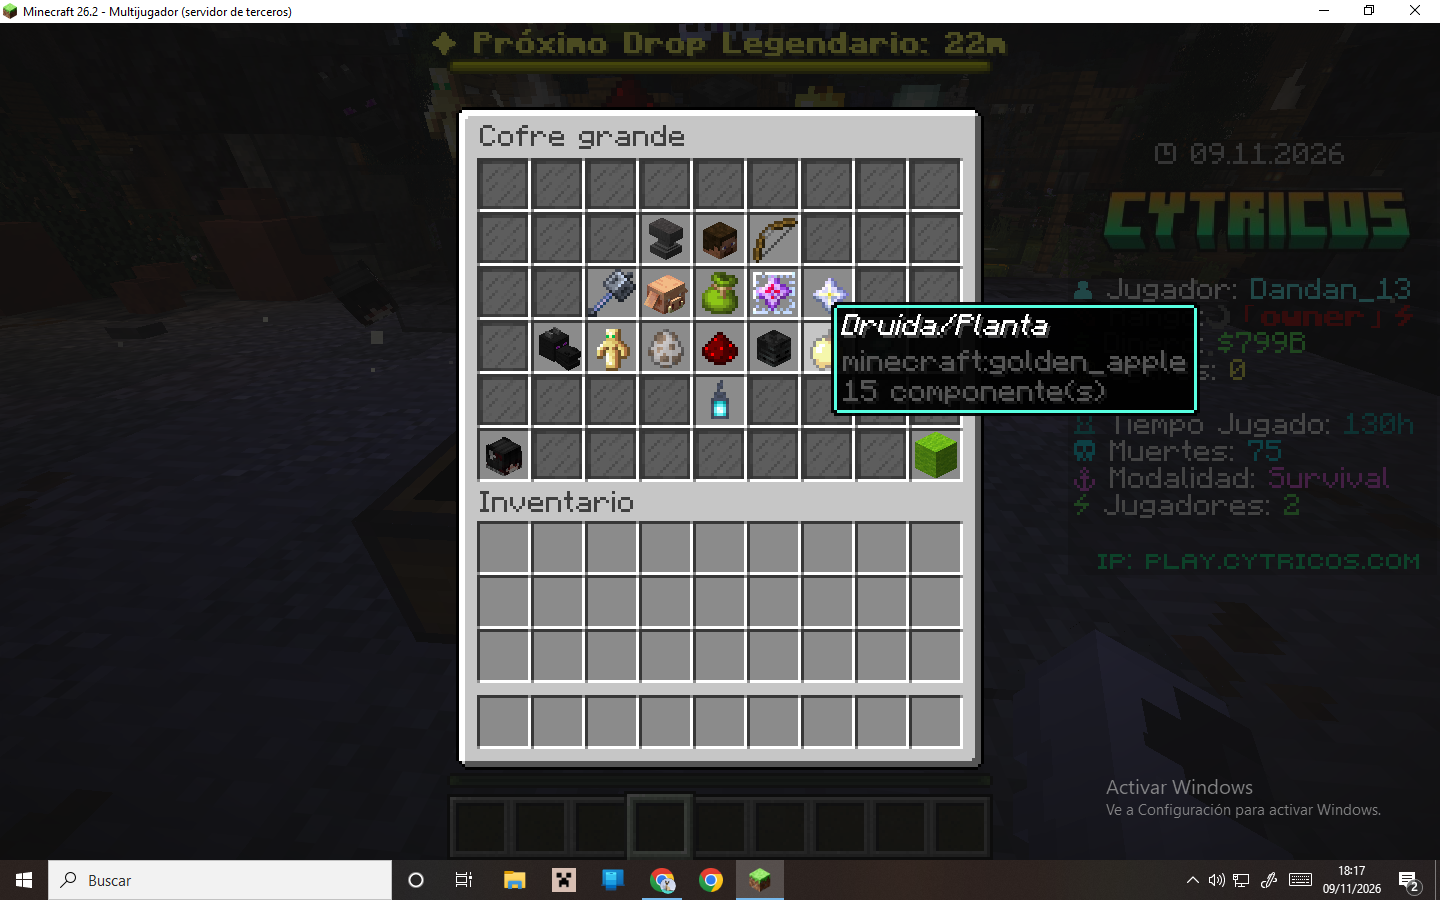 Minecraft 26.2 - Multijugador (servidor de terceros)
Próximo Drop Legendario: 22m
Cofre grande
09.11.2026
CYTRICOS
Jugador: Dandan_13
「owner」
$799B
Druida/Planta
minecraft:golden_apple
15 componente(s)
: 0
Tiempo Jugado: 130h
Muertes: 75
Modalidad: Survival
Jugadores: 2
IP: PLAY.CYTRICOS.COM
Inventario
Activar Windows
Ve a Configuración para activar Windows.
Buscar
18:17
09/11/2026
2